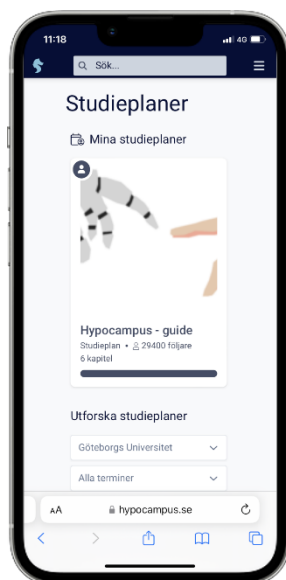 11:18
4G
Sök...
Studieplaner
Mina studieplaner
Hypocampus - guide
Studieplan • 29400 följare
6 kapitel
Utforska studieplaner
Göteborgs Universitet
Alla terminer
AA
hypocampus.se